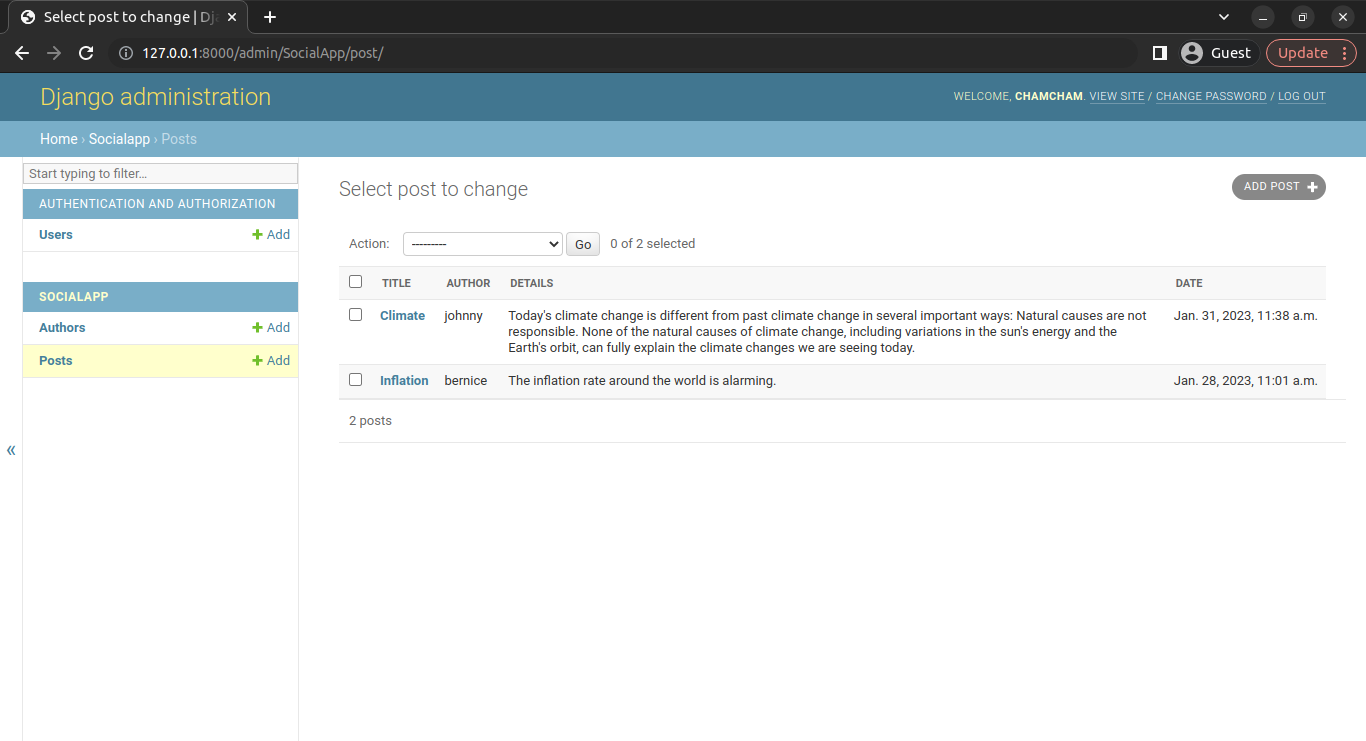 Select post to change | Dj
127.0.0.1:8000/admin/SocialApp/post/
Guest
Update
Django administration
WELCOME, CHAMCHAM. VIEW SITE / CHANGE PASSWORD / LOG OUT
Home › Socialapp › Posts
Start typing to filter…
AUTHENTICATION AND AUTHORIZATION
Users
Add
SOCIALAPP
Authors
Add
Posts
Add
«
Select post to change
ADD POST
Action: --------- Go 0 of 2 selected
TITLE AUTHOR DETAILS DATE
Climate johnny Today's climate change is different from past climate change in several important ways: Natural causes are not Jan. 31, 2023, 11:38 a.m.
responsible. None of the natural causes of climate change, including variations in the sun's energy and the
Earth's orbit, can fully explain the climate changes we are seeing today.
Inflation bernice The inflation rate around the world is alarming. Jan. 28, 2023, 11:01 a.m.
2 posts